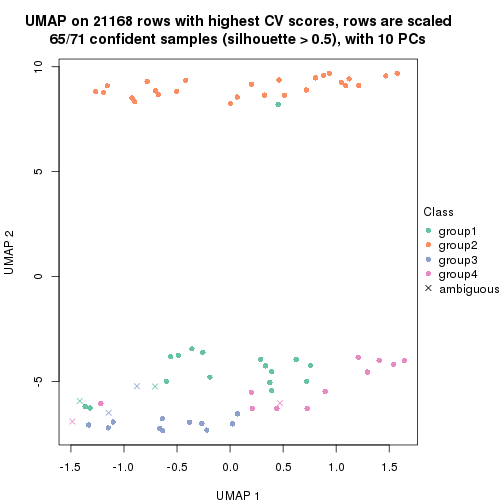 UMAP on 21168 rows with highest CV scores, rows are scaled
65/71 confident samples (silhouette > 0.5), with 10 PCs
10
5
0
-5
UMAP 2
-1.5 -1.0 -0.5 0.0 0.5 1.0 1.5
UMAP 1
Class
group1
group2
group3
group4
ambiguous